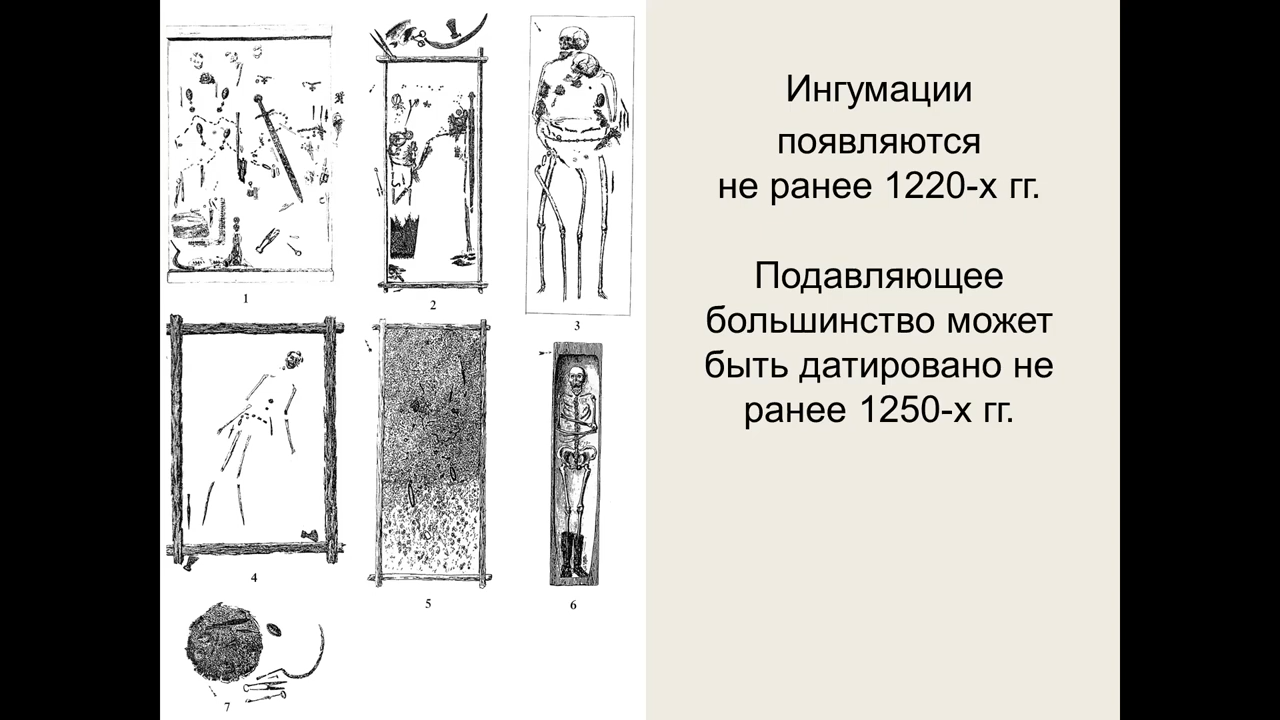 1
2
3
4
5
6
7
Ингумации
появляются
не ранее 1220-х гг.
Подавляющее
большинство может
быть датировано не
ранее 1250-х гг.